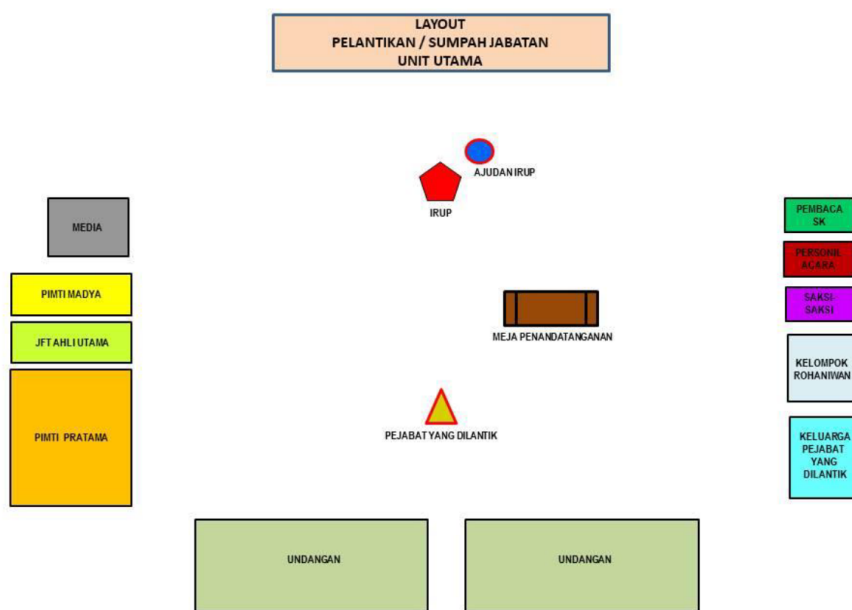 LAYOUT
PELANTIKAN / SUMPAH JABATAN
UNIT UTAMA
AJUDAN IRUP
IRUP
MEDIA
PIMTI MADYA
JFT AHLI UTAMA
PIMTI PRATAMA
MEJA PENANDATANGANAN
PEJABAT YANG DILANTIK
PEMBACA
SK
PERSONIL
ACARA
SAKSI-
SAKSI
KELOMPOK
ROHANIWAN
KELUARGA
PEJABAT
YANG
DILANTIK
UNDANGAN
UNDANGAN